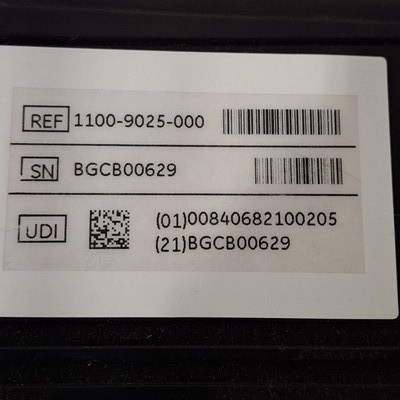 REF 1100-9025-000
SN BGCB00629
UDI (01)00840682100205
(21)BGCB00629